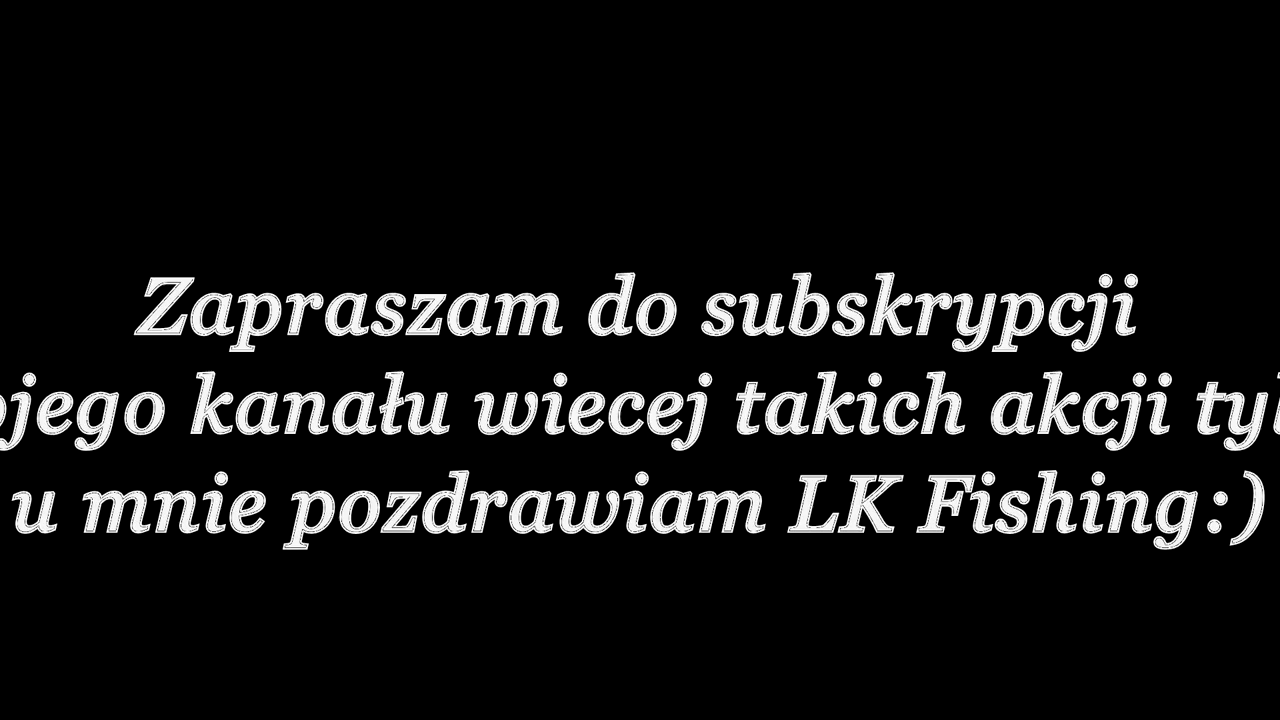 Zapraszam do subskrypcji
kanału wiecej takich akcji
u mnie pozdrawiam LK Fishing:)